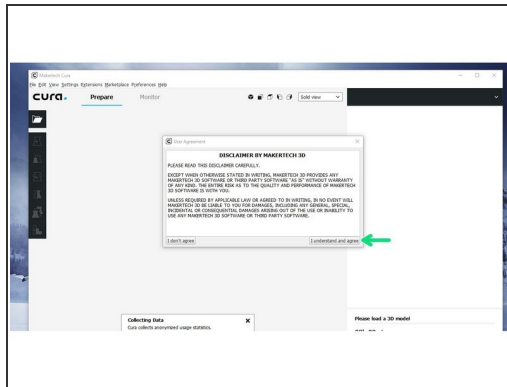 Makertech Cura
File Edit View Settings Extensions Marketplace Preferences Help
cura. Prepare Monitor Solid view
User Agreement
DISCLAIMER BY MAKERTECH 3D
PLEASE READ THIS DISCLAIMER CAREFULLY.
EXCEPT WHEN OTHERWISE STATED IN WRITING, MAKERTECH 3D PROVIDES ANY
MAKERTECH 3D SOFTWARE OR THIRD PARTY SOFTWARE "AS IS" WITHOUT WARRANTY
OF ANY KIND. THE ENTIRE RISK AS TO THE QUALITY AND PERFORMANCE OF MAKERTECH
3D SOFTWARE IS WITH YOU.
UNLESS REQUIRED BY APPLICABLE LAW OR AGREED TO IN WRITING, IN NO EVENT WILL
MAKERTECH 3D BE LIABLE TO YOU FOR DAMAGES, INCLUDING ANY GENERAL, SPECIAL,
INCIDENTAL OR CONSEQUENTIAL DAMAGES ARISING OUT OF THE USE OR INABILITY TO
USE ANY MAKERTECH 3D SOFTWARE OR THIRD PARTY SOFTWARE.
I don't agree I understand and agree
Collecting Data
Cura collects anonymized usage statistics.
Please load a 3D model